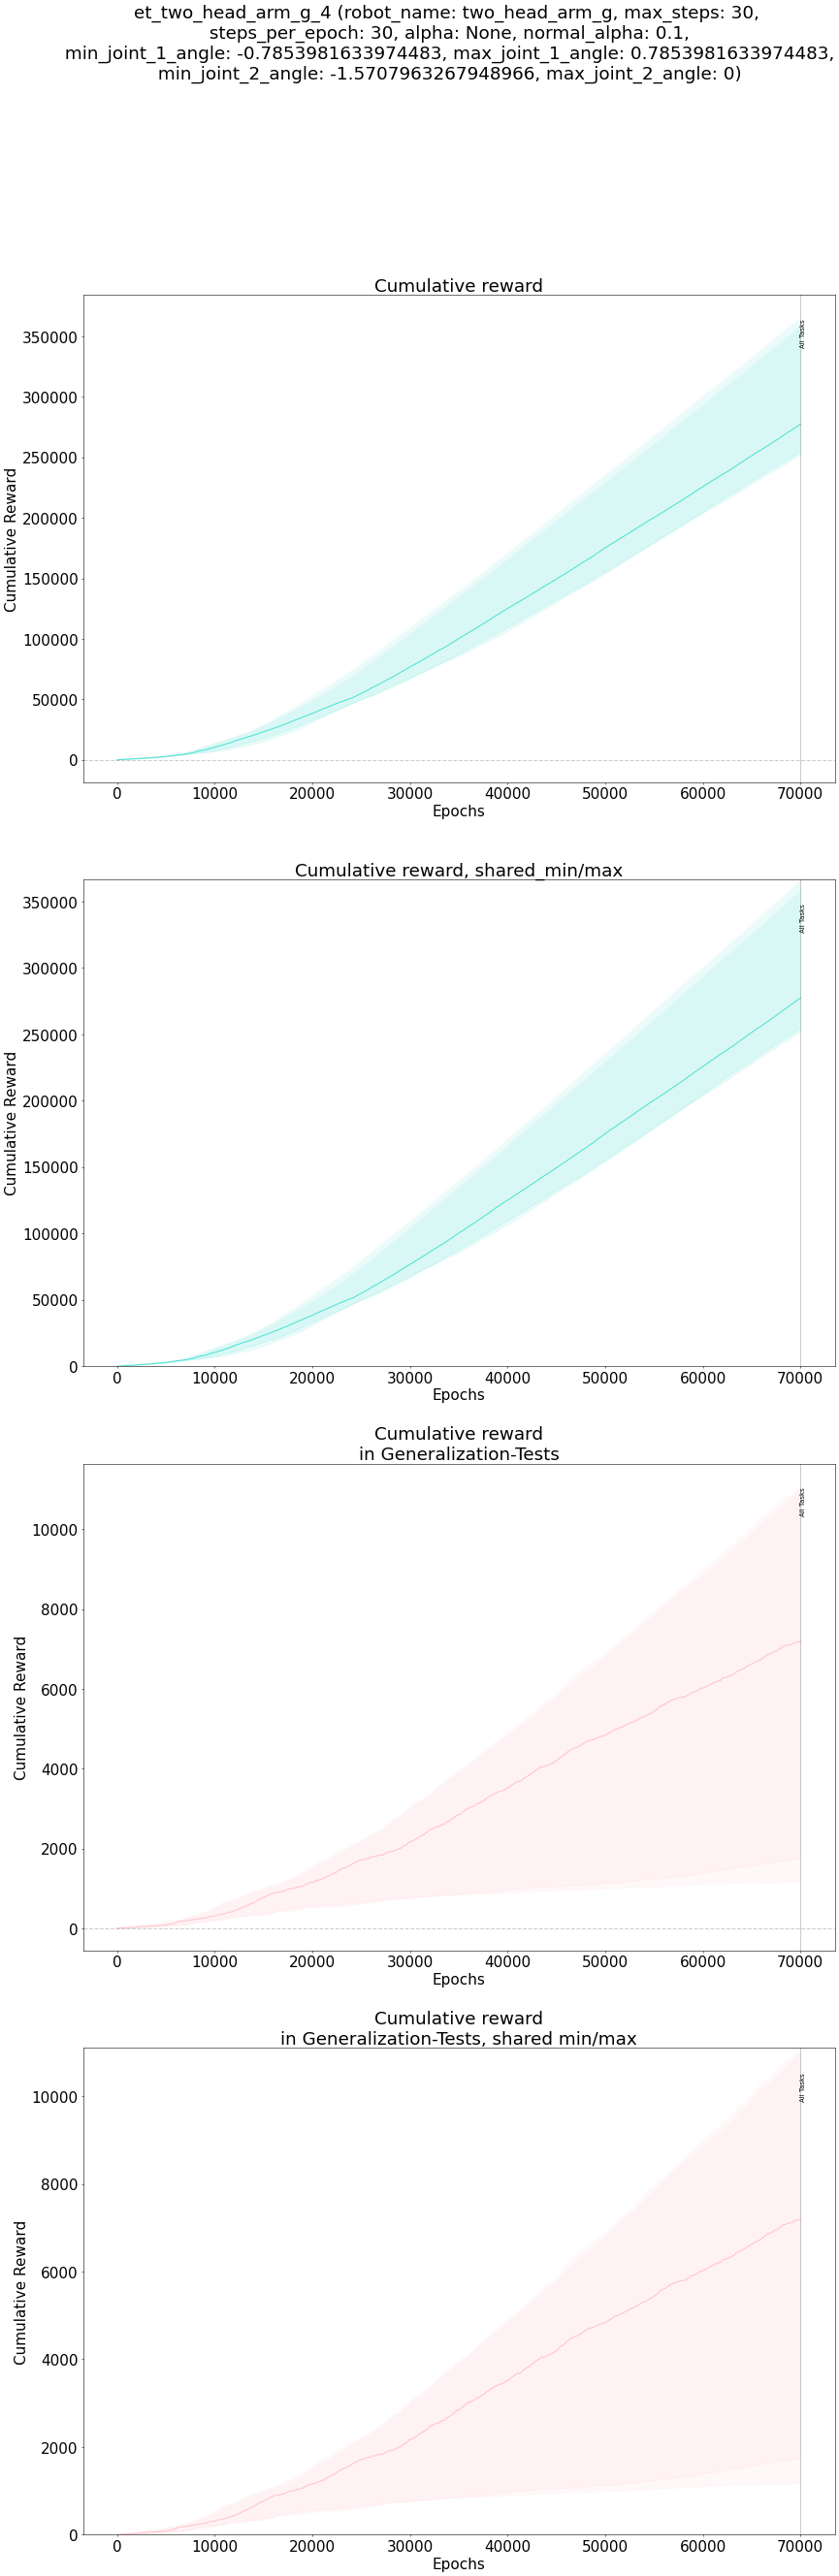 et_two_head_arm_g_4 (robot_name: two_head_arm_g, max_steps: 30,
steps_per_epoch: 30, alpha: None, normal_alpha: 0.1,
min_joint_1_angle: -0.7853981633974483, max_joint_1_angle: 0.7853981633974483,
min_joint_2_angle: -1.5707963267948966, max_joint_2_angle: 0)
Cumulative reward
All Tasks
350000
300000
250000
200000
150000
100000
50000
0
Cumulative Reward
0 10000 20000 30000 40000 50000 60000 70000
Epochs
Cumulative reward, shared_min/max
All Tasks
350000
300000
250000
200000
150000
100000
50000
0
Cumulative Reward
0 10000 20000 30000 40000 50000 60000 70000
Epochs
Cumulative reward
in Generalization-Tests
All Tasks
10000
8000
6000
4000
2000
0
Cumulative Reward
0 10000 20000 30000 40000 50000 60000 70000
Epochs
Cumulative reward
in Generalization-Tests, shared min/max
All Tasks
10000
8000
6000
4000
2000
0
Cumulative Reward
0 10000 20000 30000 40000 50000 60000 70000
Epochs